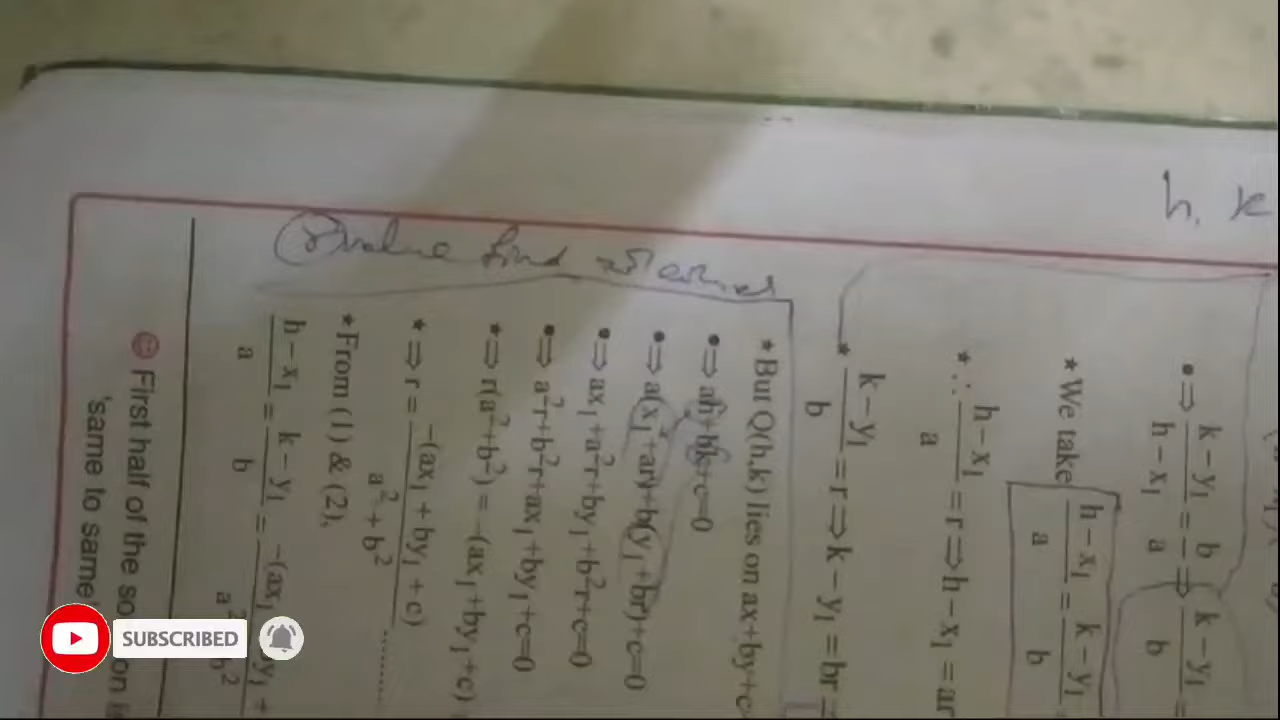 h, k
•⇒ (k − y₁)/(h − x₁) = b/a ⇒ (k − y₁)/b =
*We take (h − x₁)/a = (k − y₁)/b
*∵ (h − x₁)/a = r ⇒ h − x₁ = ar
*(k − y₁)/b = r ⇒ k − y₁ = br
*But Q(h,k) lies on ax+by+c
•⇒ ah+bk+c=0
•⇒ a(x₁+ar)+b(y₁+br)+c=0
•⇒ ax₁+a²r+by₁+b²r+c=0
•⇒ a²r+b²r+ax₁+by₁+c=0
*⇒ r(a²+b²) = -(ax₁+by₁+c)
*⇒ r = −(ax₁ + by₁ + c)/(a² + b²) ........
*From (1) & (2),
(h − x₁)/a = (k − y₁)/b = −(ax₁ by₁ +
value find
First half of the so on i
'same to same'
SUBSCRIBED